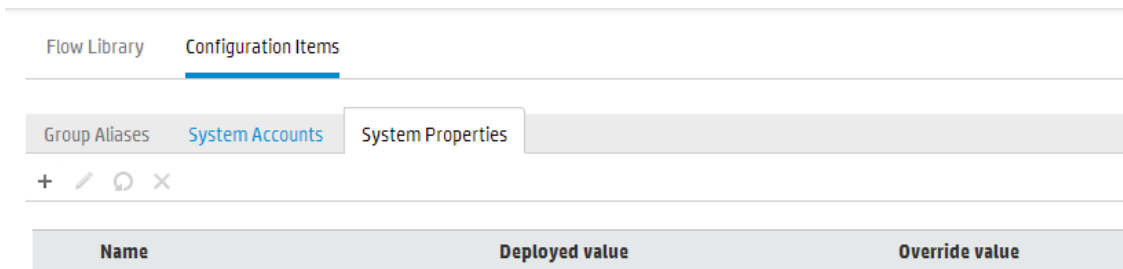 Flow Library Configuration Items
Group Aliases System Accounts System Properties
Name Deployed value Override value